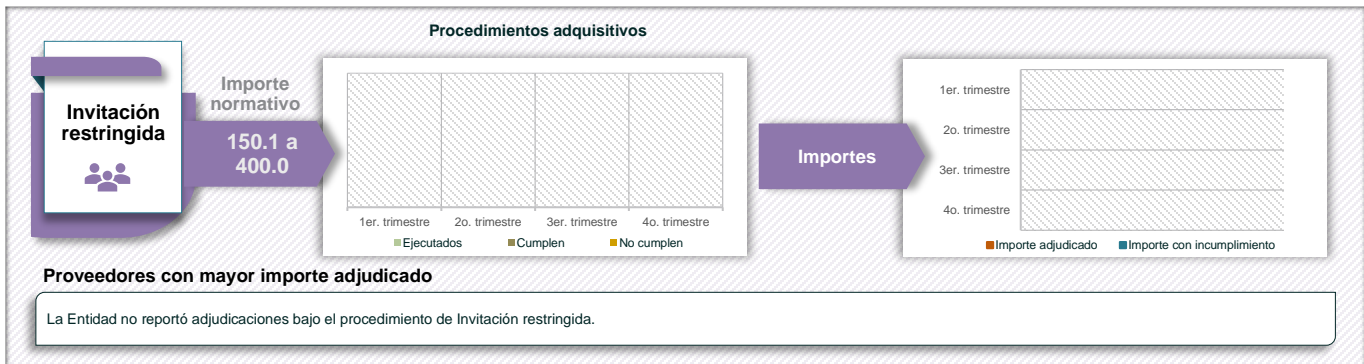 Procedimientos adquisitivos
Invitación
restringida
Importe
normativo
150.1 a
400.0
1er. trimestre 2o. trimestre 3er. trimestre 4o. trimestre
Ejecutados Cumplen No cumplen
Importes
1er. trimestre
2o. trimestre
3er. trimestre
4o. trimestre
Importe adjudicado Importe con incumplimiento
Proveedores con mayor importe adjudicado
La Entidad no reportó adjudicaciones bajo el procedimiento de Invitación restringida.